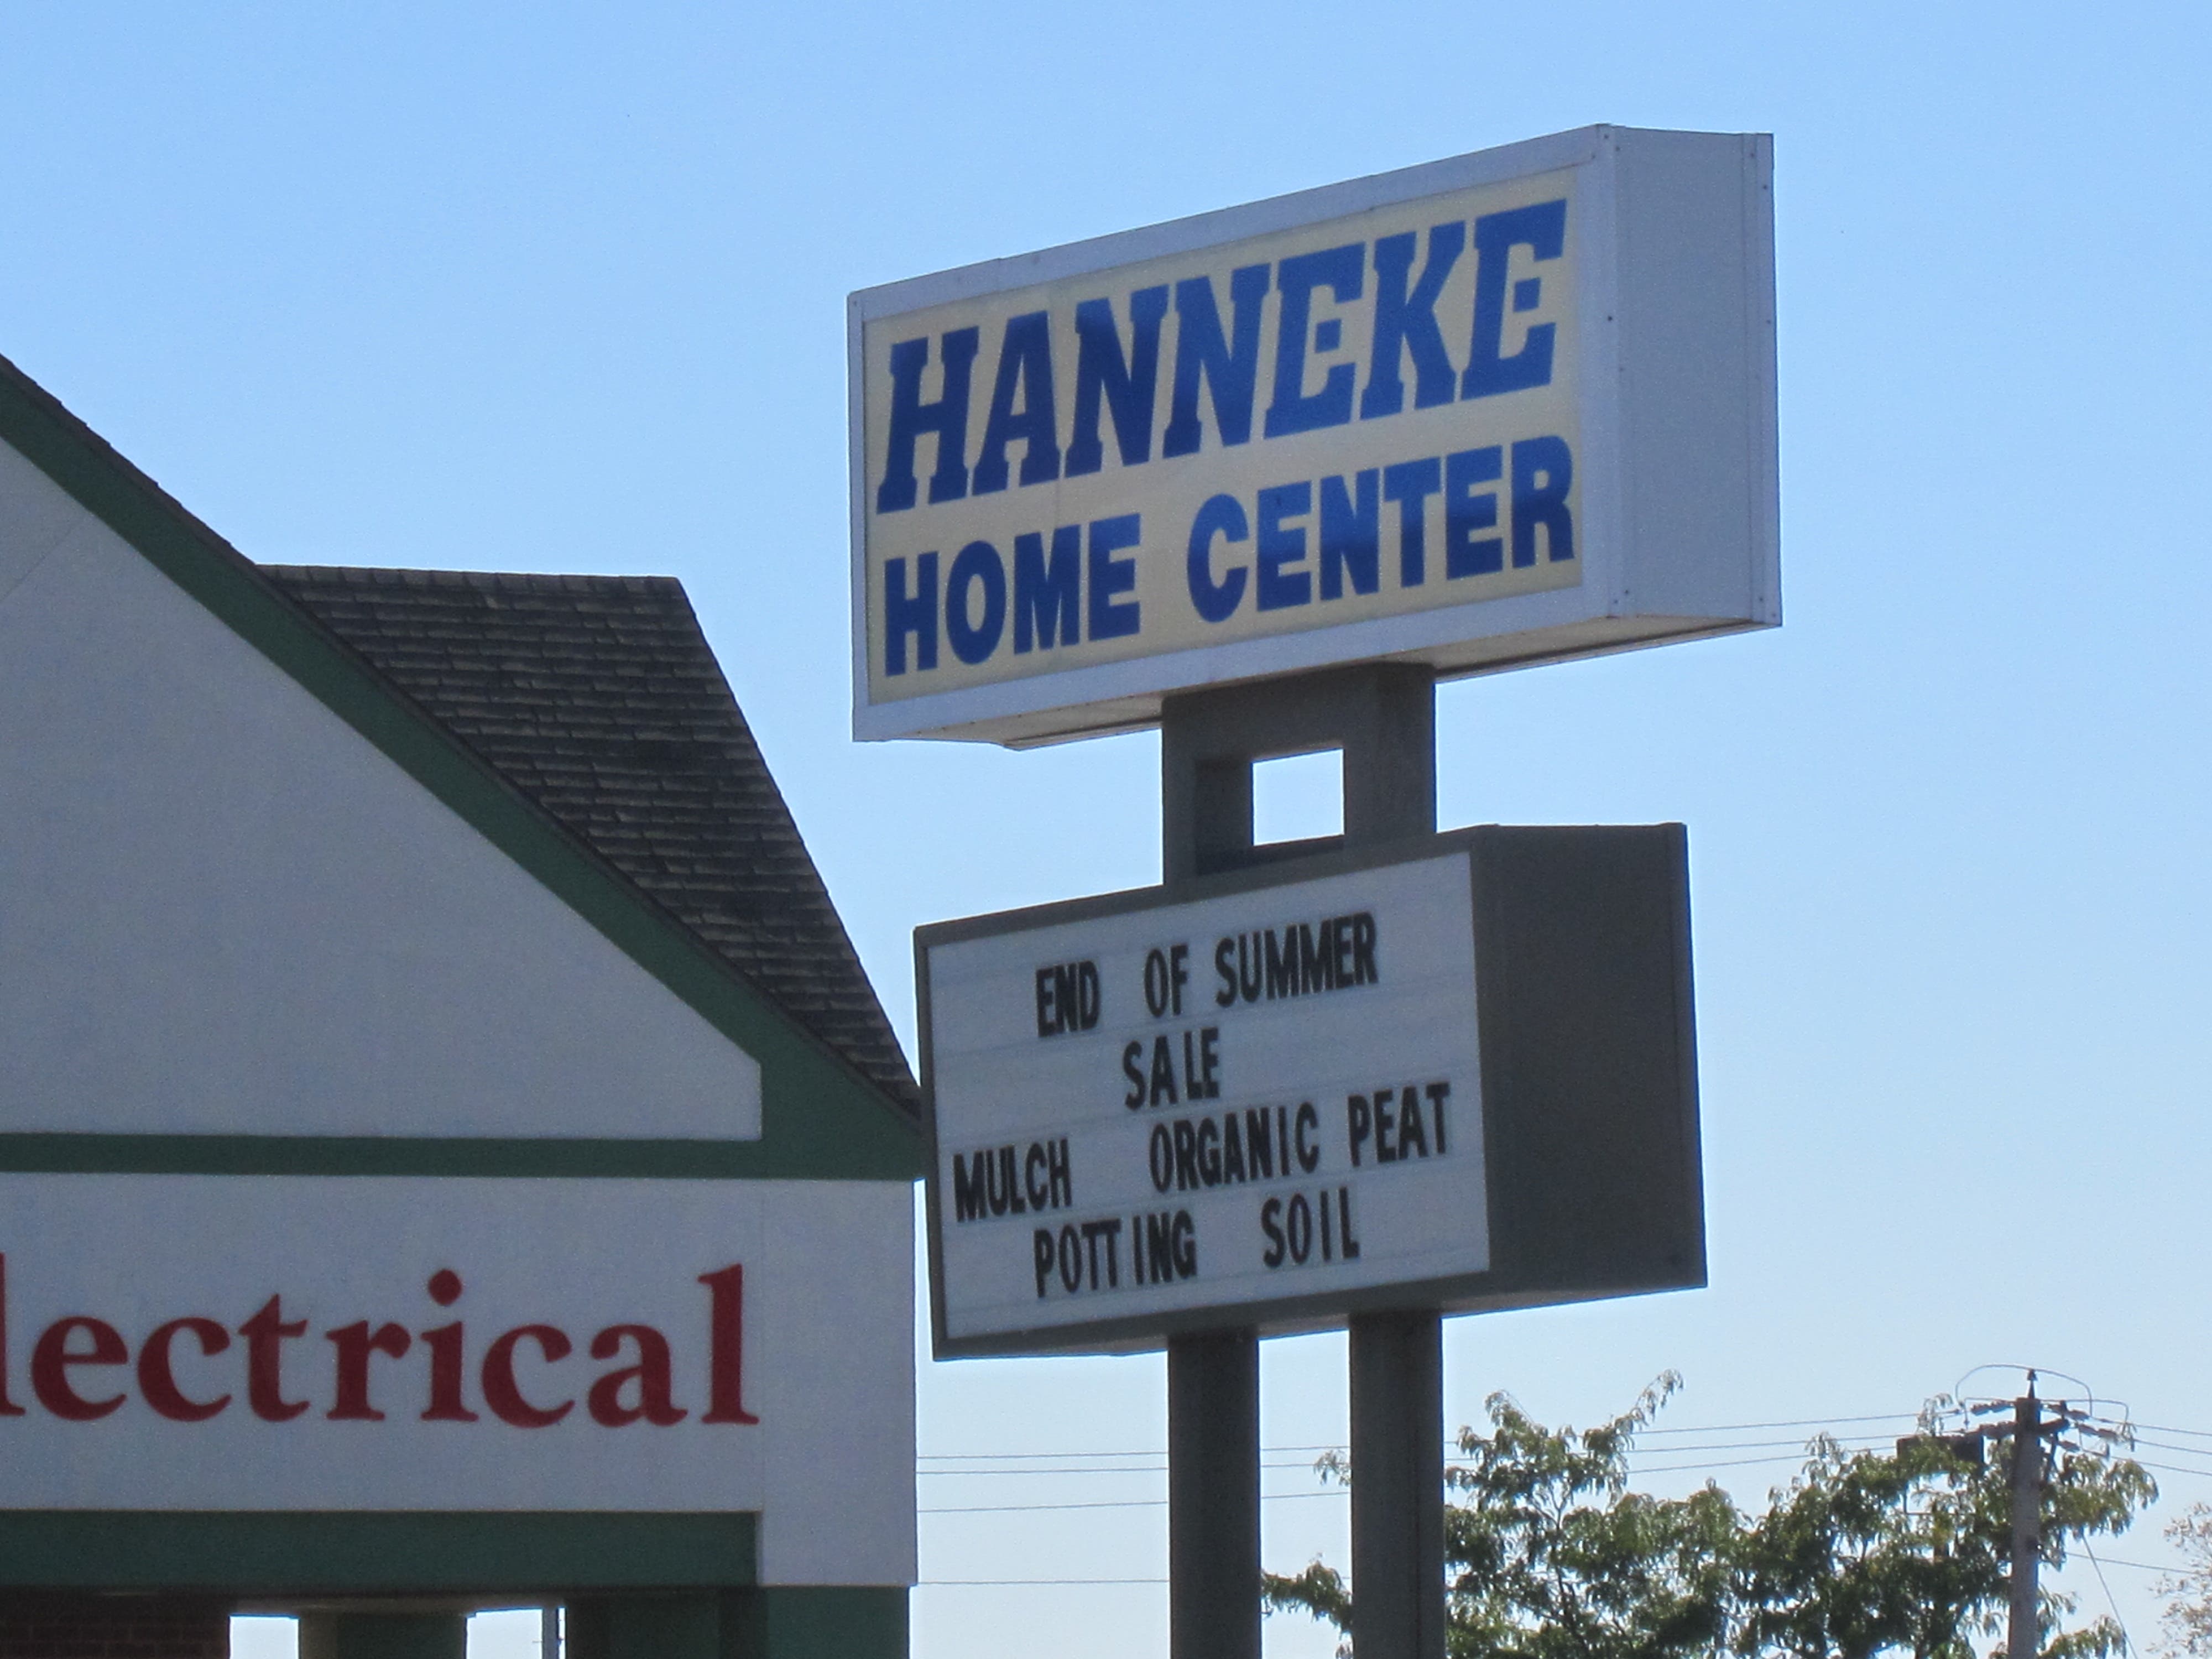 HANNEKE
HOME CENTER
END OF SUMMER
SALE
MULCH ORGANIC PEAT
POTTING SOIL
lectrical